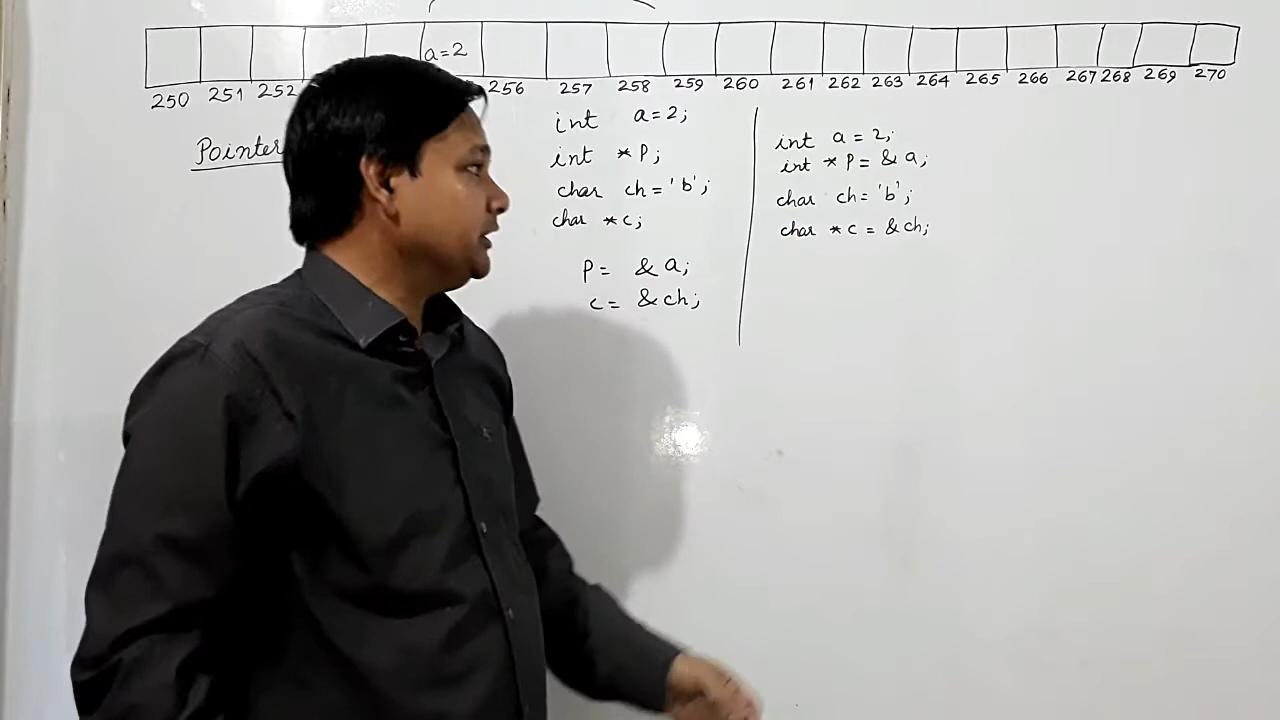 a=2
250 251 252 256 257 258 259 260 261 262 263 264 265 266 267 268 269 270
Pointer
int a=2;
int *p;
char ch='b';
char *c;
p= &a;
c= &ch;
int a = 2;
int *p = &a;
char ch='b';
char *c = &ch;